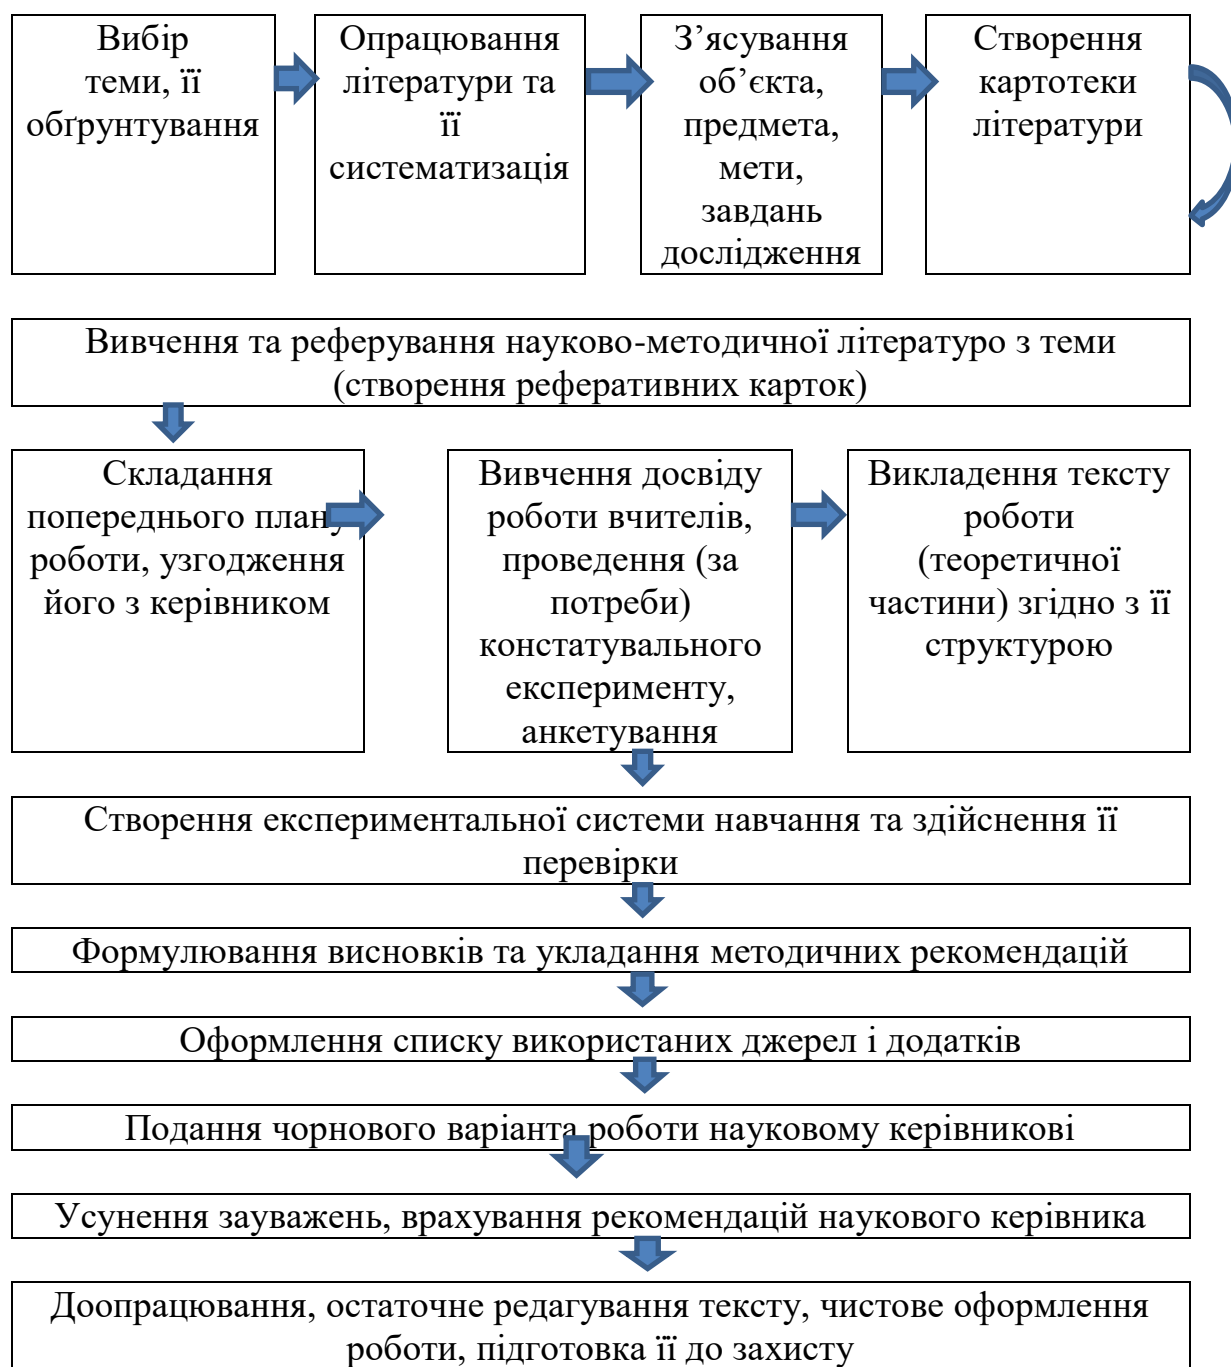 Вибір
теми, її
обґрунтування
Опрацювання
літератури та
її
систематизація
З’ясування
об’єкта,
предмета,
мети,
завдань
дослідження
Створення
картотеки
літератури
Вивчення та реферування науково-методичної літературо з теми
(створення реферативних карток)
Складання
попереднього плану
роботи, узгодження
його з керівником
Вивчення досвіду
роботи вчителів,
проведення (за
потреби)
констатувального
експерименту,
анкетування
Викладення тексту
роботи
(теоретичної
частини) згідно з її
структурою
Створення експериментальної системи навчання та здійснення її
перевірки
Формулювання висновків та укладання методичних рекомендацій
Оформлення списку використаних джерел і додатків
Подання чорнового варіанта роботи науковому керівникові
Усунення зауважень, врахування рекомендацій наукового керівника
Доопрацювання, остаточне редагування тексту, чистове оформлення
роботи, підготовка її до захисту